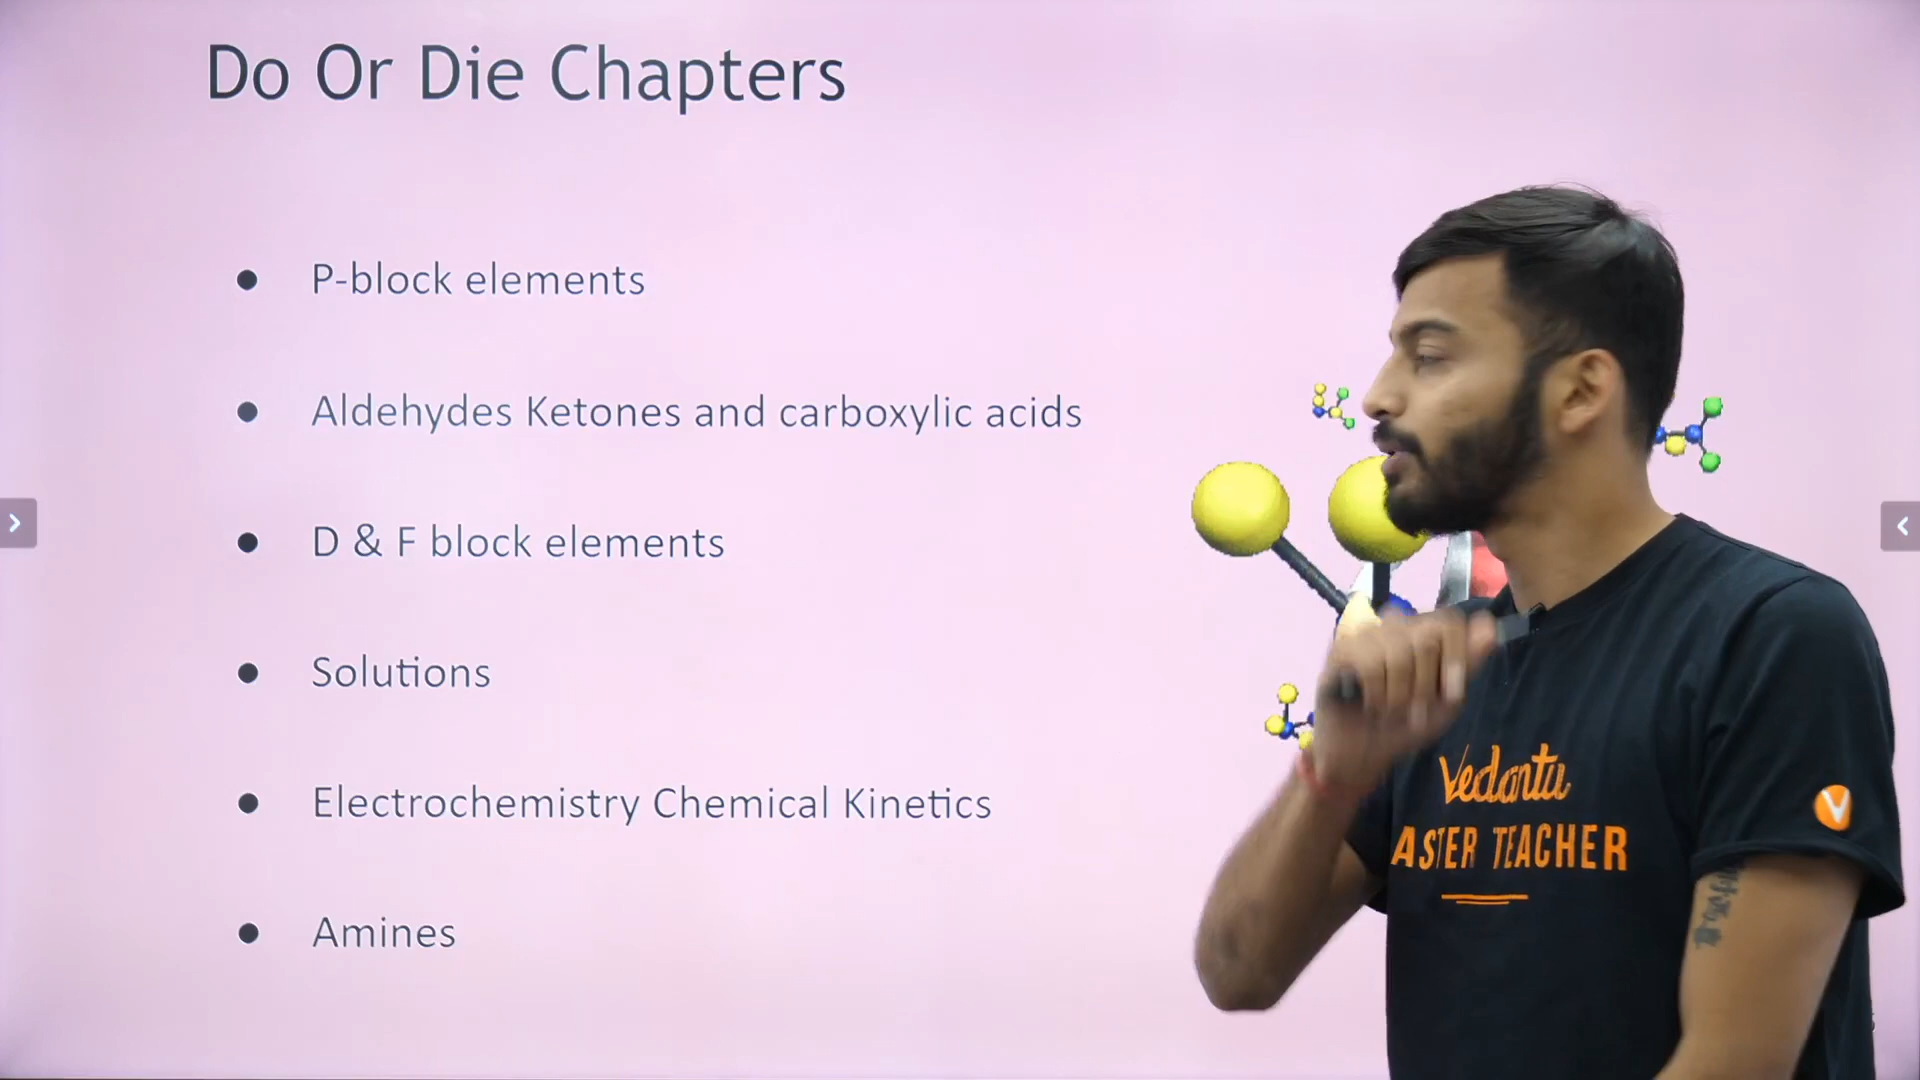 Do Or Die Chapters
P-block elements
Aldehydes Ketones and carboxylic acids
D & F block elements
Solutions
Electrochemistry Chemical Kinetics
Amines
Vedantu
ASTER TEACHER
V